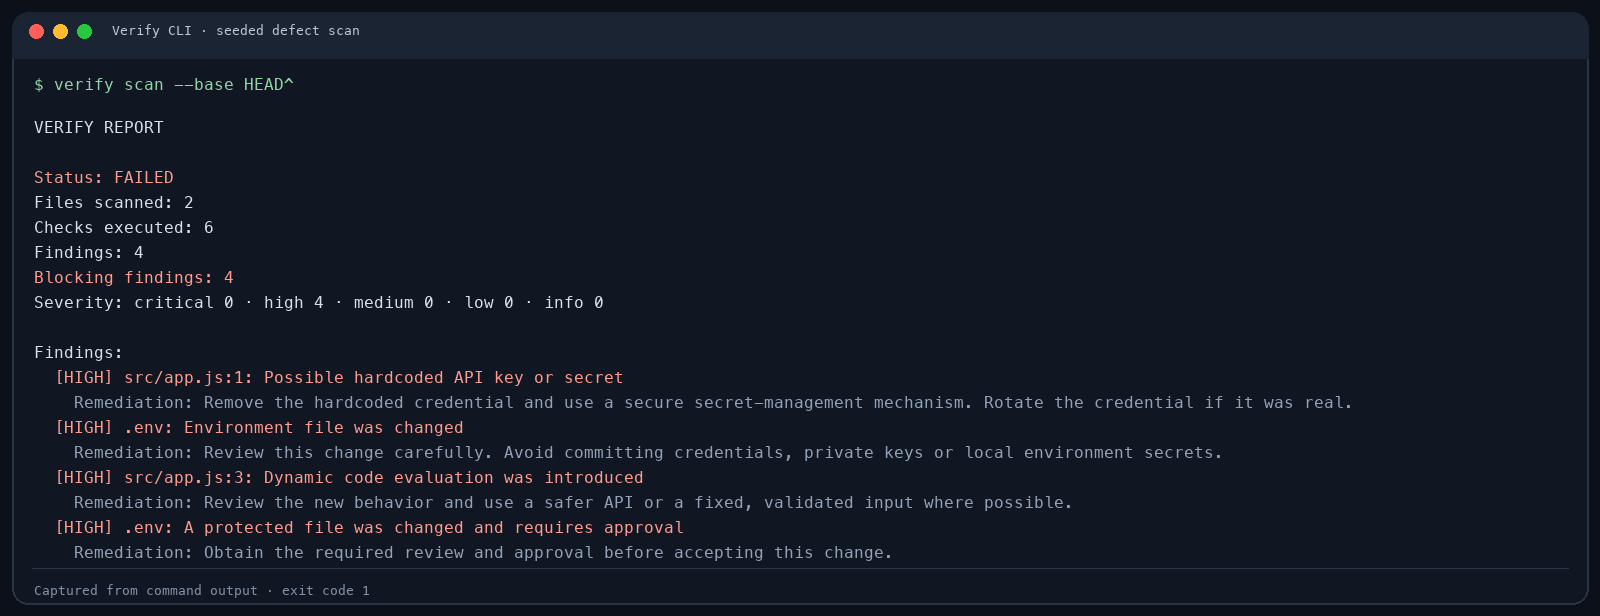 Verify CLI · seeded defect scan
$ verify scan --base HEAD^
VERIFY REPORT
Status: FAILED
Files scanned: 2
Checks executed: 6
Findings: 4
Blocking findings: 4
Severity: critical 0 · high 4 · medium 0 · low 0 · info 0
Findings:
[HIGH] src/app.js:1: Possible hardcoded API key or secret
Remediation: Remove the hardcoded credential and use a secure secret-management mechanism. Rotate the credential if it was real.
[HIGH] .env: Environment file was changed
Remediation: Review this change carefully. Avoid committing credentials, private keys or local environment secrets.
[HIGH] src/app.js:3: Dynamic code evaluation was introduced
Remediation: Review the new behavior and use a safer API or a fixed, validated input where possible.
[HIGH] .env: A protected file was changed and requires approval
Remediation: Obtain the required review and approval before accepting this change.
Captured from command output · exit code 1